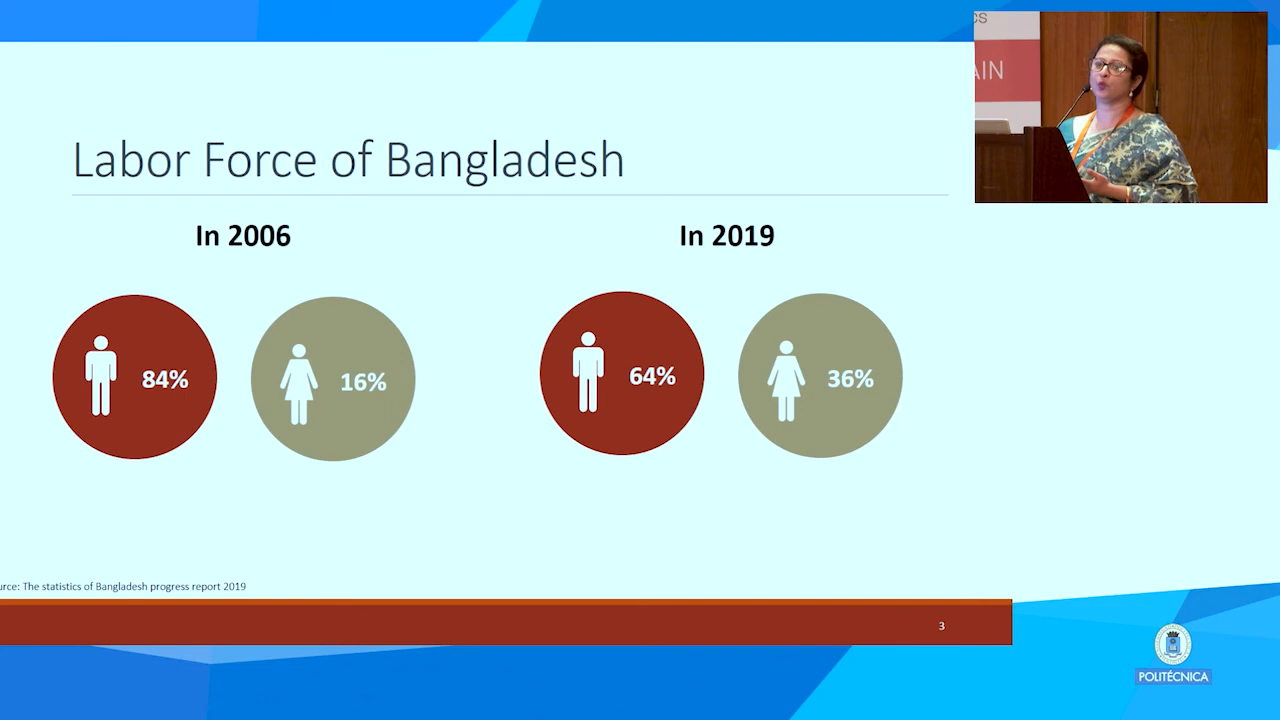 Labor Force of Bangladesh
In 2006
In 2019
84%
16%
64%
36%
urce: The statistics of Bangladesh progress report 2019
3
CS
AIN
POLITÉCNICA